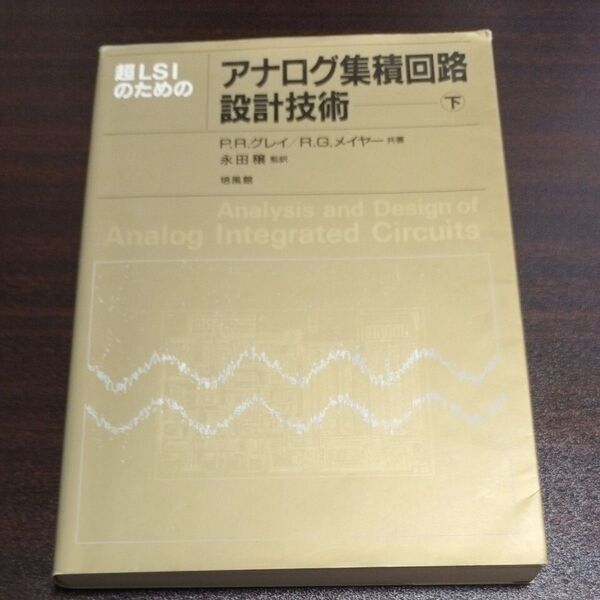 超LSI
のための
アナログ集積回路
設計技術 下
P.R.グレイ/R.G.メイヤー 共著
永田 穣 監訳
培風館
Analysis and Design of
Analog Integrated Circuits